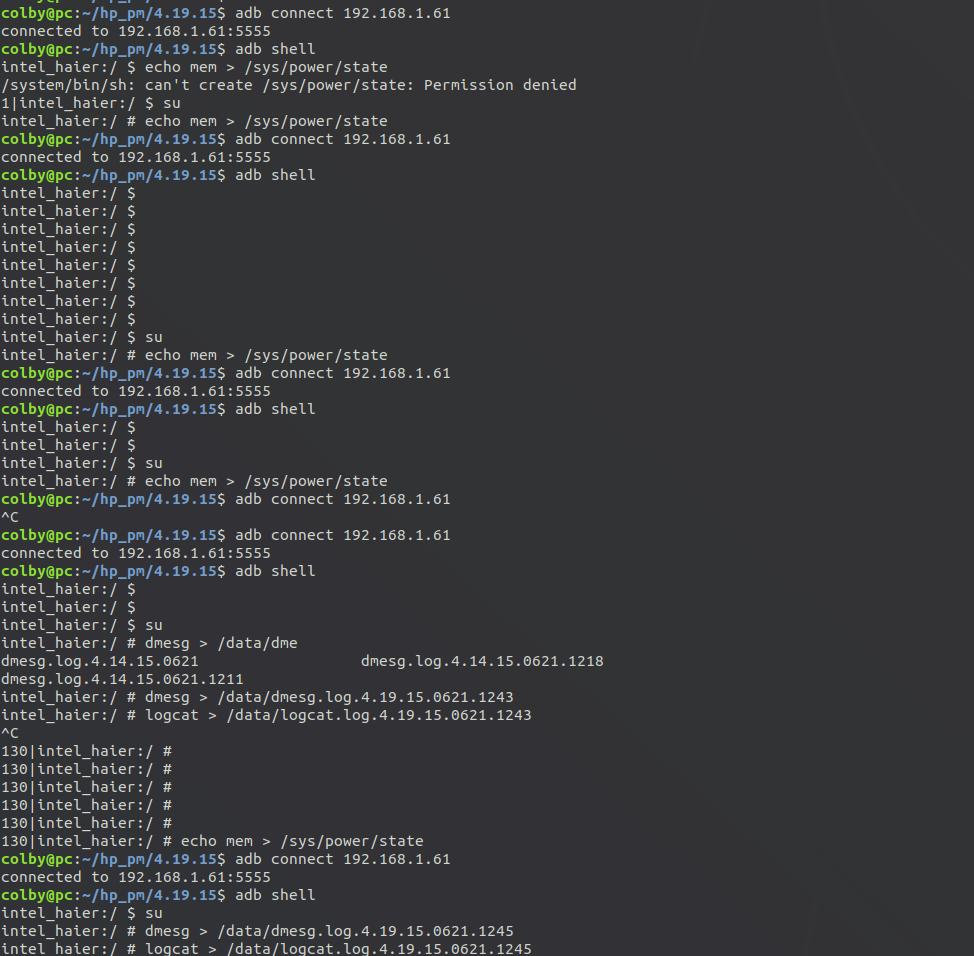 colby@pc:~/hp_pm/4.19.15$ adb connect 192.168.1.61
connected to 192.168.1.61:5555
colby@pc:~/hp_pm/4.19.15$ adb shell
intel_haier:/ $ echo mem > /sys/power/state
/system/bin/sh: can't create /sys/power/state: Permission denied
1|intel_haier:/ $ su
intel_haier:/ # echo mem > /sys/power/state
colby@pc:~/hp_pm/4.19.15$ adb connect 192.168.1.61
connected to 192.168.1.61:5555
colby@pc:~/hp_pm/4.19.15$ adb shell
intel_haier:/ $
intel_haier:/ $
intel_haier:/ $
intel_haier:/ $
intel_haier:/ $
intel_haier:/ $
intel_haier:/ $
intel_haier:/ $
intel_haier:/ $ su
intel_haier:/ # echo mem > /sys/power/state
colby@pc:~/hp_pm/4.19.15$ adb connect 192.168.1.61
connected to 192.168.1.61:5555
colby@pc:~/hp_pm/4.19.15$ adb shell
intel_haier:/ $
intel_haier:/ $
intel_haier:/ $ su
intel_haier:/ # echo mem > /sys/power/state
colby@pc:~/hp_pm/4.19.15$ adb connect 192.168.1.61
^C
colby@pc:~/hp_pm/4.19.15$ adb connect 192.168.1.61
connected to 192.168.1.61:5555
colby@pc:~/hp_pm/4.19.15$ adb shell
intel_haier:/ $
intel_haier:/ $
intel_haier:/ $ su
intel_haier:/ # dmesg > /data/dme
dmesg.log.4.14.15.0621                  dmesg.log.4.14.15.0621.1218
dmesg.log.4.14.15.0621.1211
intel_haier:/ # dmesg > /data/dmesg.log.4.19.15.0621.1243
intel_haier:/ # logcat > /data/logcat.log.4.19.15.0621.1243
^C
130|intel_haier:/ #
130|intel_haier:/ #
130|intel_haier:/ #
130|intel_haier:/ #
130|intel_haier:/ #
130|intel_haier:/ # echo mem > /sys/power/state
colby@pc:~/hp_pm/4.19.15$ adb connect 192.168.1.61
connected to 192.168.1.61:5555
colby@pc:~/hp_pm/4.19.15$ adb shell
intel_haier:/ $ su
intel_haier:/ # dmesg > /data/dmesg.log.4.19.15.0621.1245
intel_haier:/ # logcat > /data/logcat.log.4.19.15.0621.1245